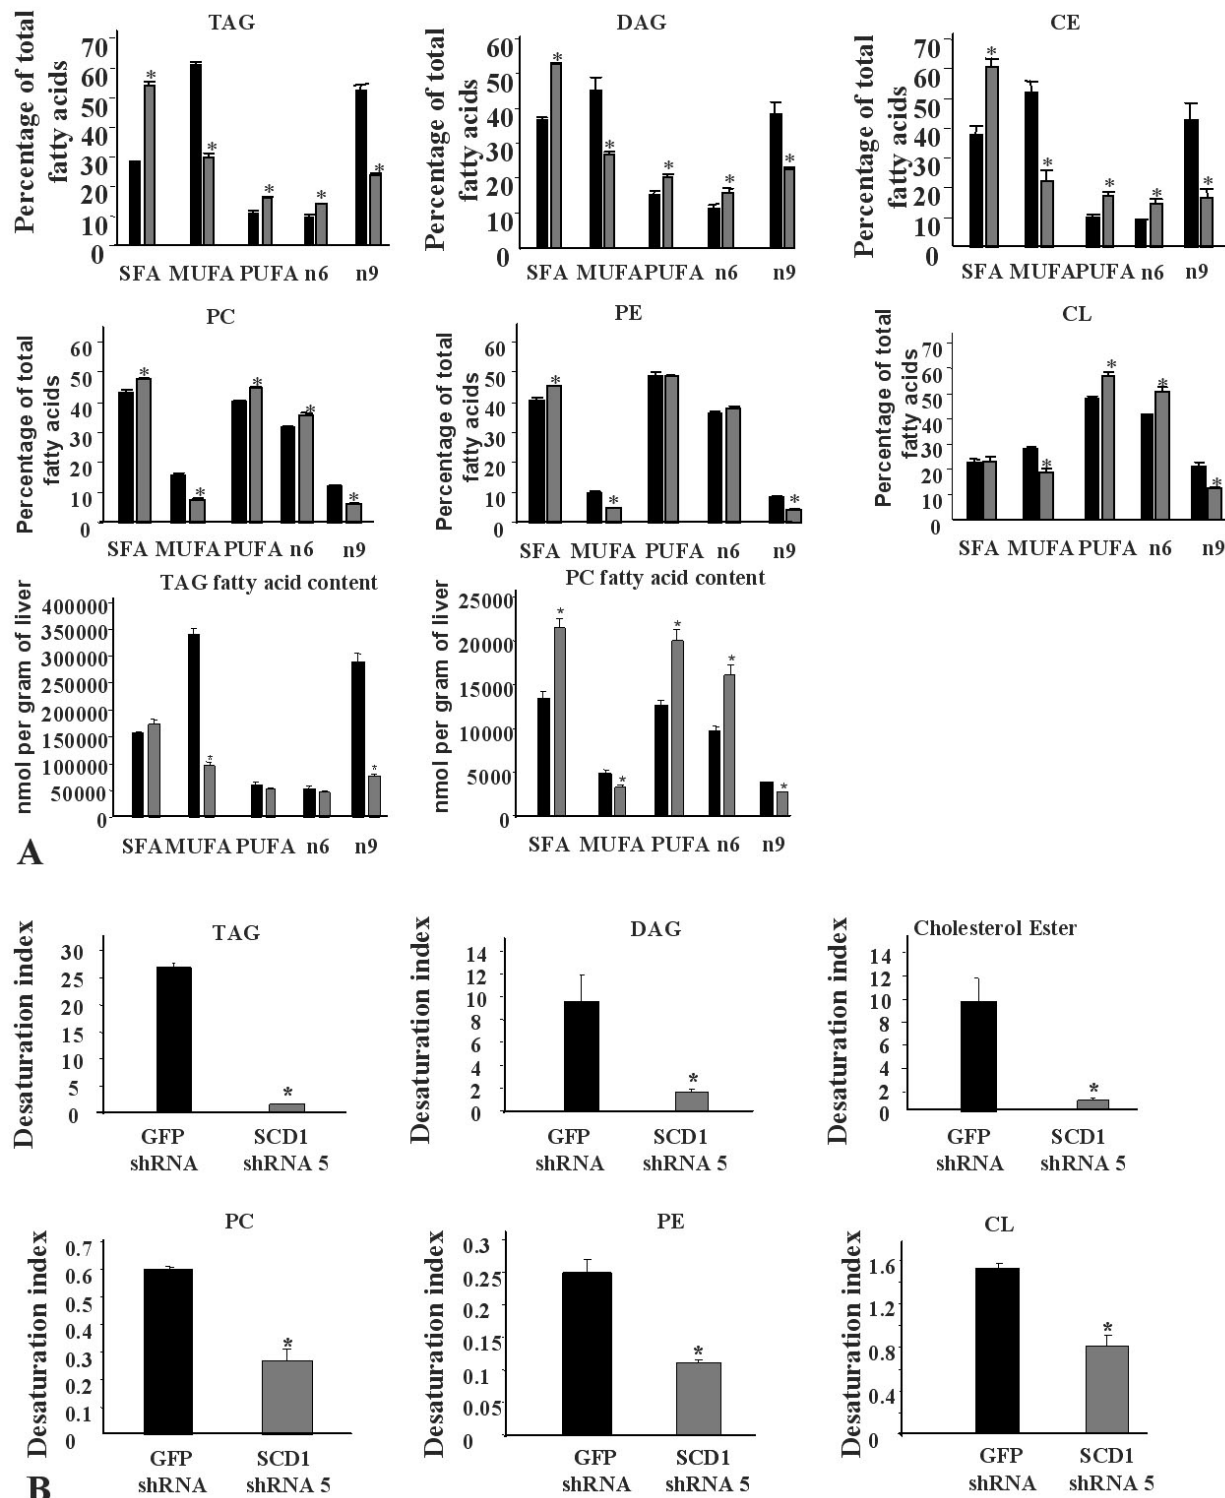 TAG
Percentage of total
fatty acids
70
60
50
40
30
20
10
0
*
*
*
*
*
SFA MUFA PUFA n6 n9
DAG
Percentage of total
fatty acids
60
50
40
30
20
10
0
*
*
*
*
*
SFA MUFA PUFA n6 n9
CE
Percentage of total
fatty acids
70
60
50
40
30
20
10
0
*
*
*
*
*
SFA MUFA PUFA n6 n9
PC
Percentage of total
fatty acids
60
50
40
30
20
10
0
*
*
*
*
*
SFA MUFA PUFA n6 n9
PE
Percentage of total
fatty acids
60
50
40
30
20
10
0
*
*
*
SFA MUFA PUFA n6 n9
CL
Percentage of total
fatty acids
70
60
50
40
30
20
10
0
*
*
*
*
SFA MUFA PUFA n6 n9
TAG fatty acid content
nmol per gram of liver
400000
350000
300000
250000
200000
150000
100000
50000
0
*
*
SFA MUFA PUFA n6 n9
PC fatty acid content
nmol per gram of liver
25000
20000
15000
10000
5000
0
*
*
*
*
*
SFA MUFA PUFA n6 n9
A
TAG
Desaturation index
30
25
20
15
10
5
0
*
GFP SCD1
shRNA shRNA 5
DAG
Desaturation index
14
12
10
8
6
4
2
0
*
GFP SCD1
shRNA shRNA 5
Cholesterol Ester
Desaturation index
14
12
10
8
6
4
2
0
*
GFP SCD1
shRNA shRNA 5
PC
Desaturation index
0.7
0.6
0.5
0.4
0.3
0.2
0.1
0
*
GFP SCD1
shRNA shRNA 5
PE
Desaturation index
0.3
0.25
0.2
0.15
0.1
0.05
0
*
GFP SCD1
shRNA shRNA 5
CL
Desaturation index
1.6
1.2
0.8
0.4
0
*
GFP SCD1
shRNA shRNA 5
B